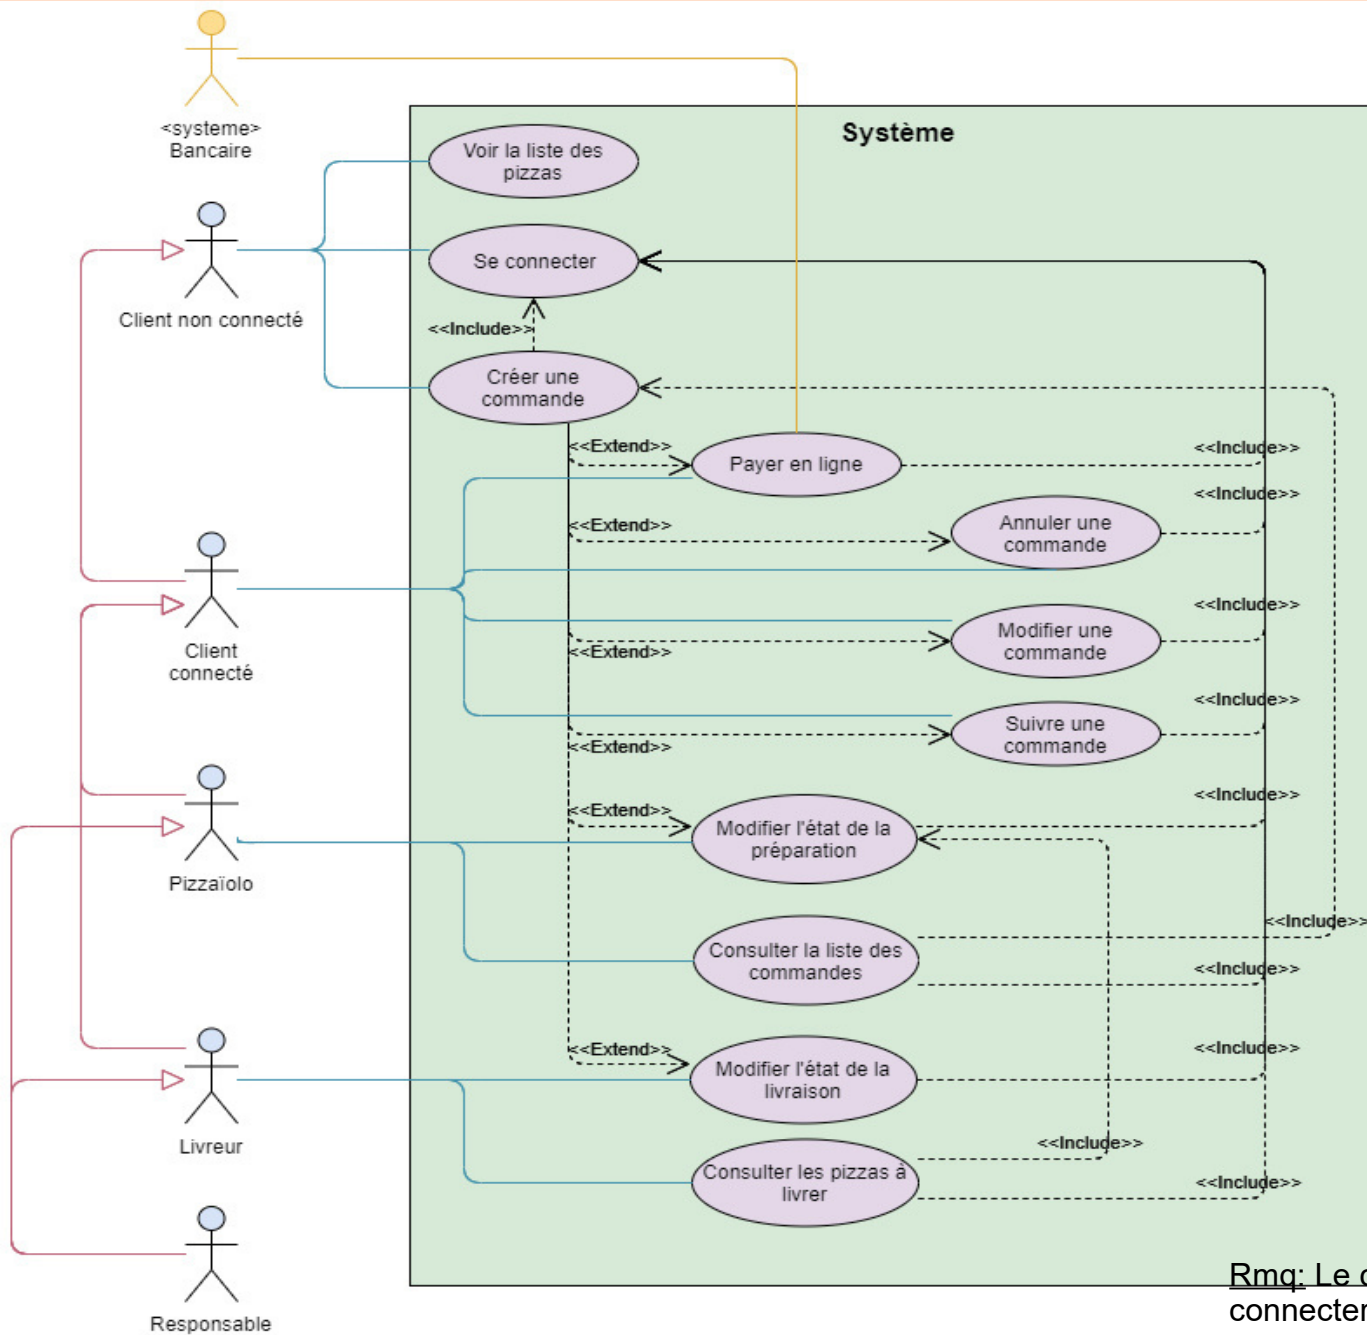 <systeme>
Bancaire
Système
Voir la liste des
pizzas
Se connecter
Client non connecté
<<Include>>
Créer une
commande
<<Extend>>
Payer en ligne
<<Include>>
<<Include>>
<<Extend>>
Annuler une
commande
<<Include>>
Client
connecté
Modifier une
commande
<<Extend>>
<<Include>>
Suivre une
commande
<<Extend>>
<<Include>>
<<Extend>>
Modifier l'état de la
préparation
Pizzaïolo
<<Include>>
Consulter la liste des
commandes
<<Include>>
<<Extend>>
<<Include>>
Modifier l'état de la
livraison
Livreur
<<Include>>
Consulter les pizzas à
livrer
<<Include>>
Responsable
Rmq: Le
connecter